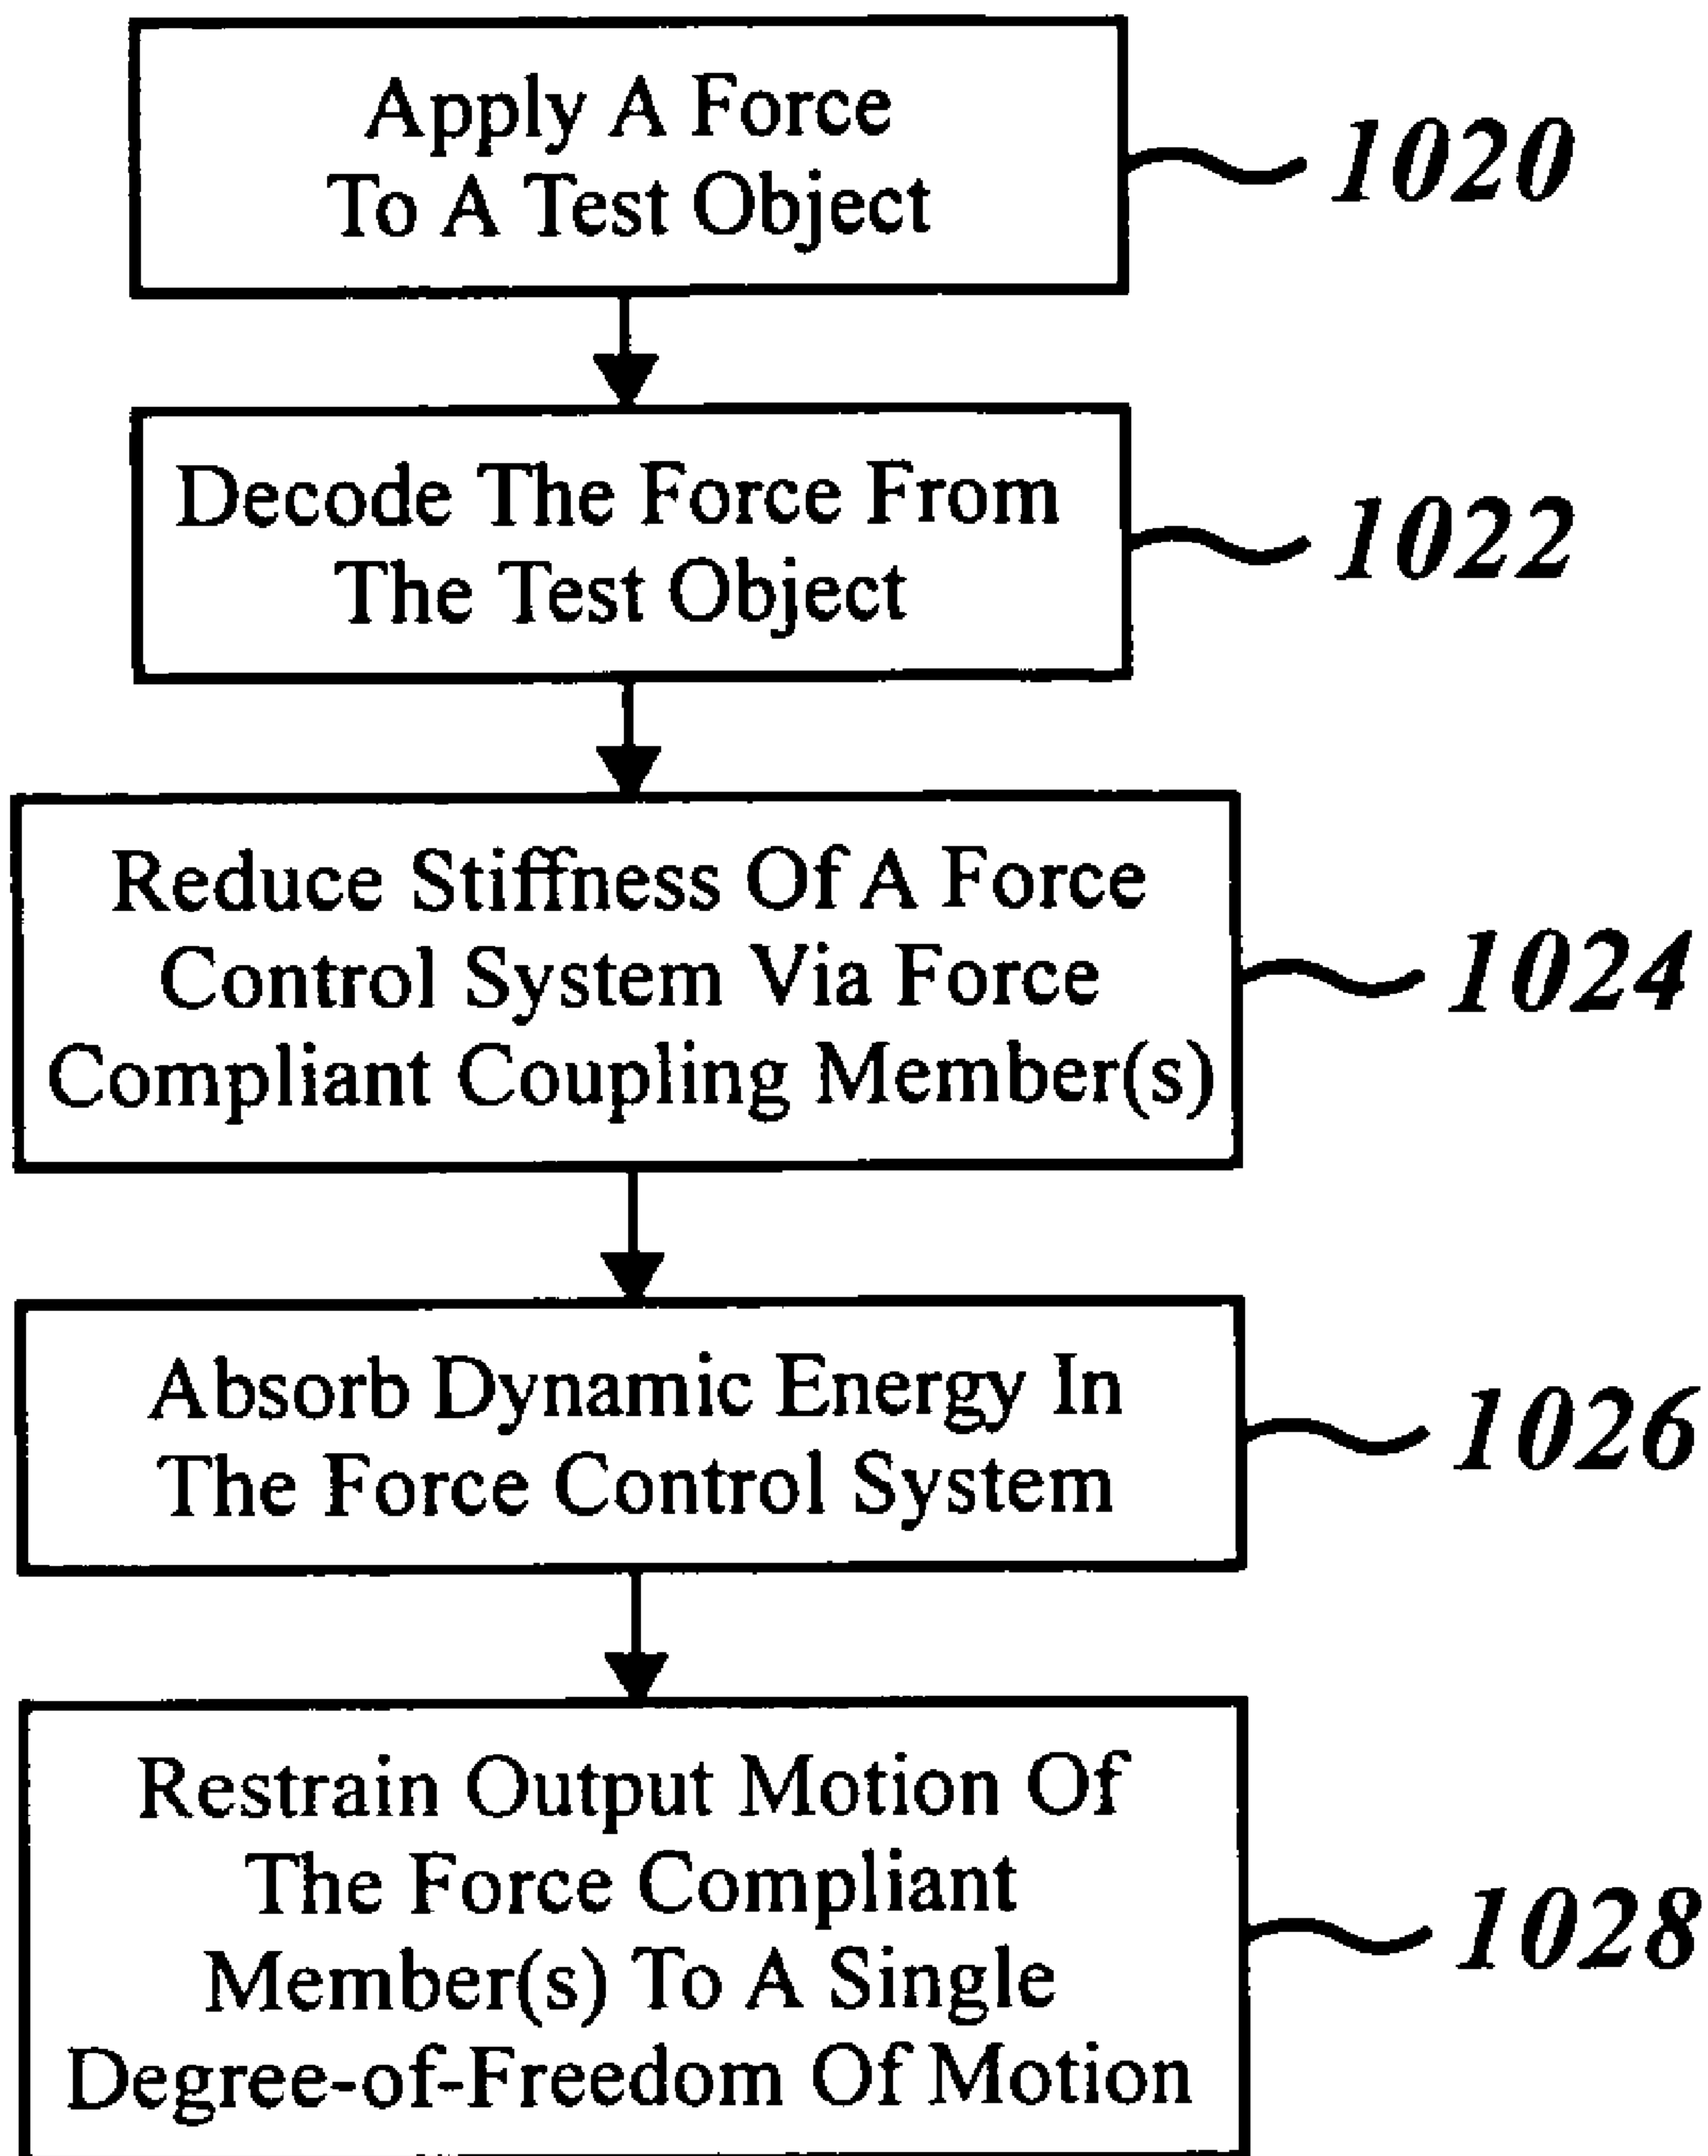 Apply A Force
To A Test Object
1020
Decode The Force From
The Test Object
1022
Reduce Stiffness Of A Force
Control System Via Force
Compliant Coupling Member(s)
1024
Absorb Dynamic Energy In
The Force Control System
1026
Restrain Output Motion Of
The Force Compliant
Member(s) To A Single
Degree-of-Freedom Of Motion
1028